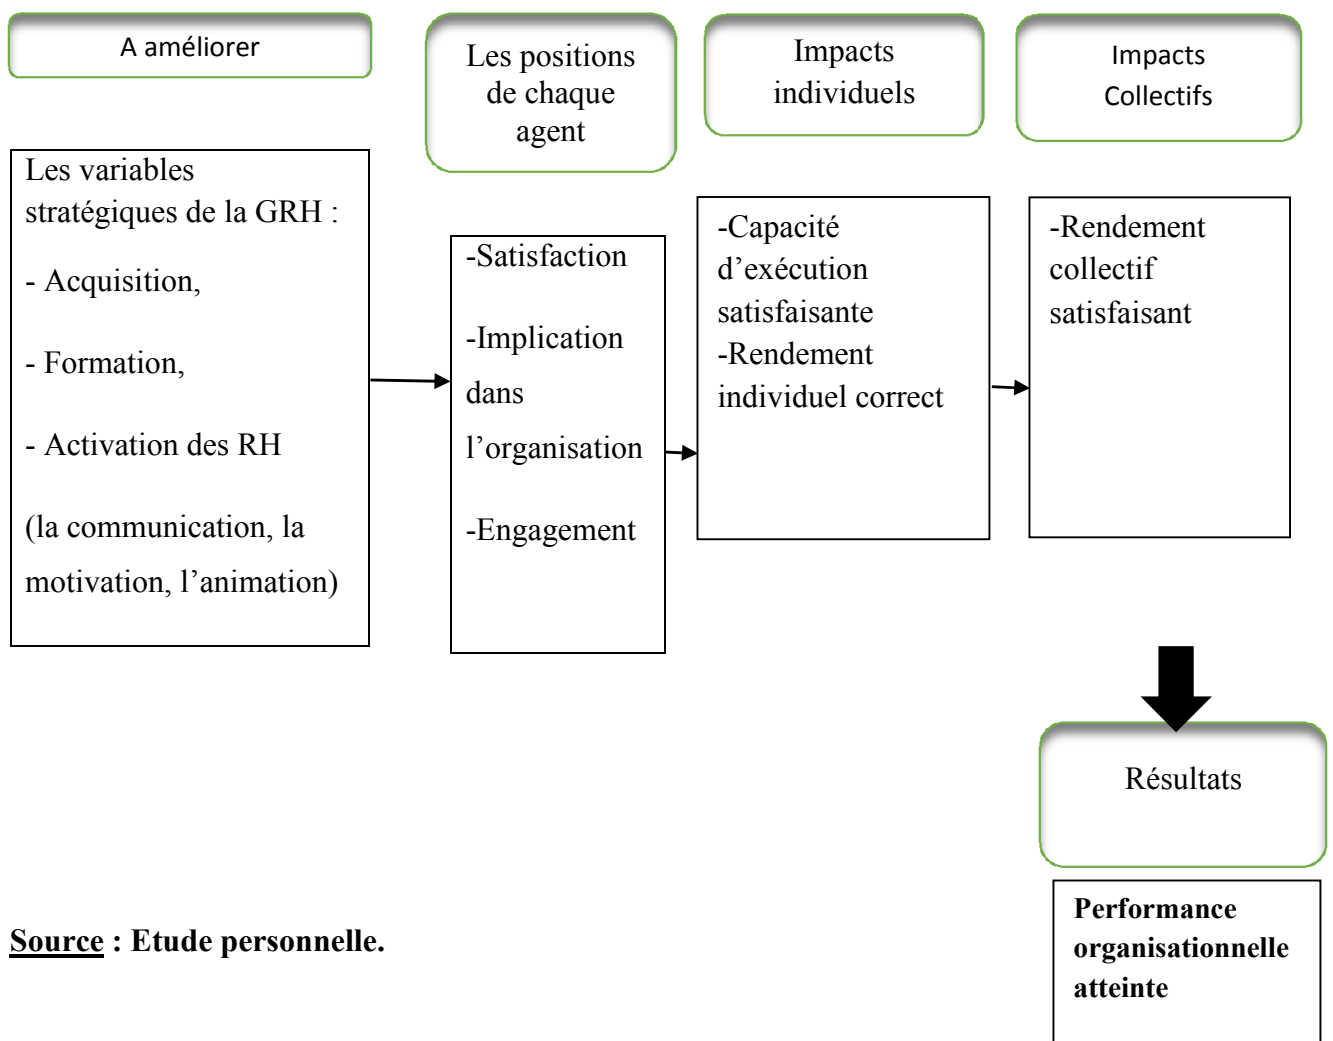 A améliorer
Les positions
de chaque
agent
Impacts
individuels
Impacts
Collectifs
Les variables
stratégiques de la GRH :
- Acquisition,
- Formation,
- Activation des RH
(la communication, la
motivation, l’animation)
-Satisfaction
-Implication
dans
l’organisation
-Engagement
-Capacité
d’exécution
satisfaisante
-Rendement
individuel correct
-Rendement
collectif
satisfaisant
Résultats
Performance
organisationnelle
atteinte
Source : Etude personnelle.